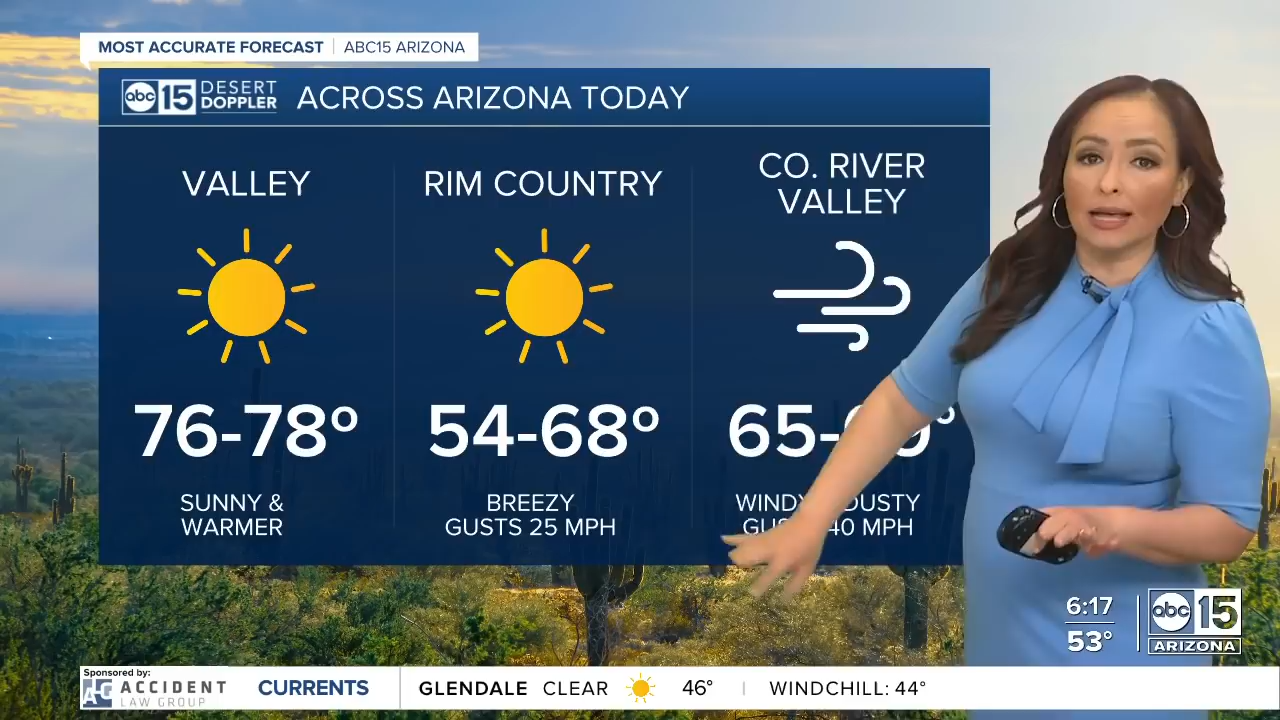 MOST ACCURATE FORECAST | ABC15 ARIZONA
abc 15 DESERT DOPPLER ACROSS ARIZONA TODAY
VALLEY
76-78°
SUNNY &
WARMER
RIM COUNTRY
54-68°
BREEZY
GUSTS 25 MPH
CO. RIVER
VALLEY
65-
WINDY DUSTY
40 MPH
6:17
53°
abc 15
ARIZONA
Sponsored by:
ACCIDENT
LAW GROUP
CURRENTS
GLENDALE CLEAR 46° | WINDCHILL: 44°